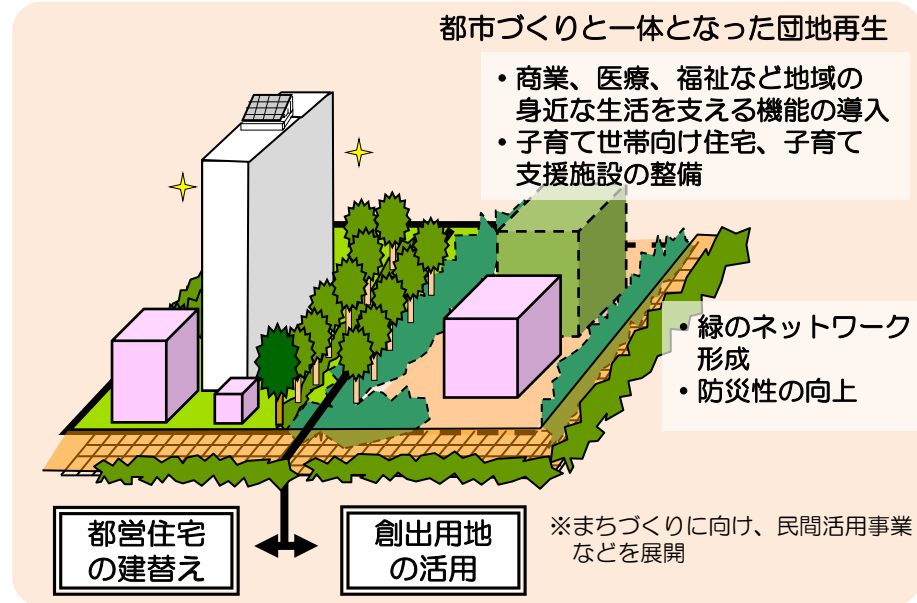 都市づくりと一体となった団地再生
・商業、医療、福祉など地域の
身近な生活を支える機能の導入
・子育て世帯向け住宅、子育て
支援施設の整備
・緑のネットワーク
形成
・防災性の向上
都営住宅
の建替え
創出用地
の活用
※まちづくりに向け、民間活用事業
などを展開